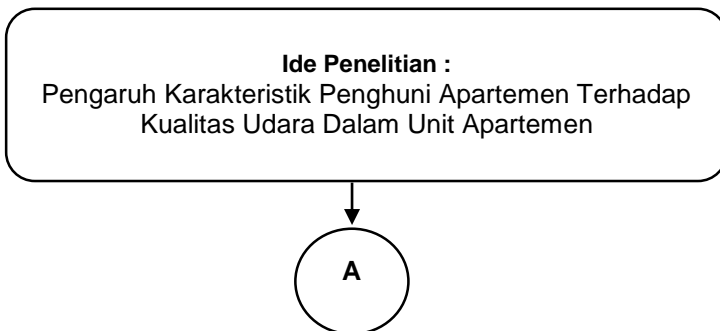 Ide Penelitian :
Pengaruh Karakteristik Penghuni Apartemen Terhadap
Kualitas Udara Dalam Unit Apartemen
A